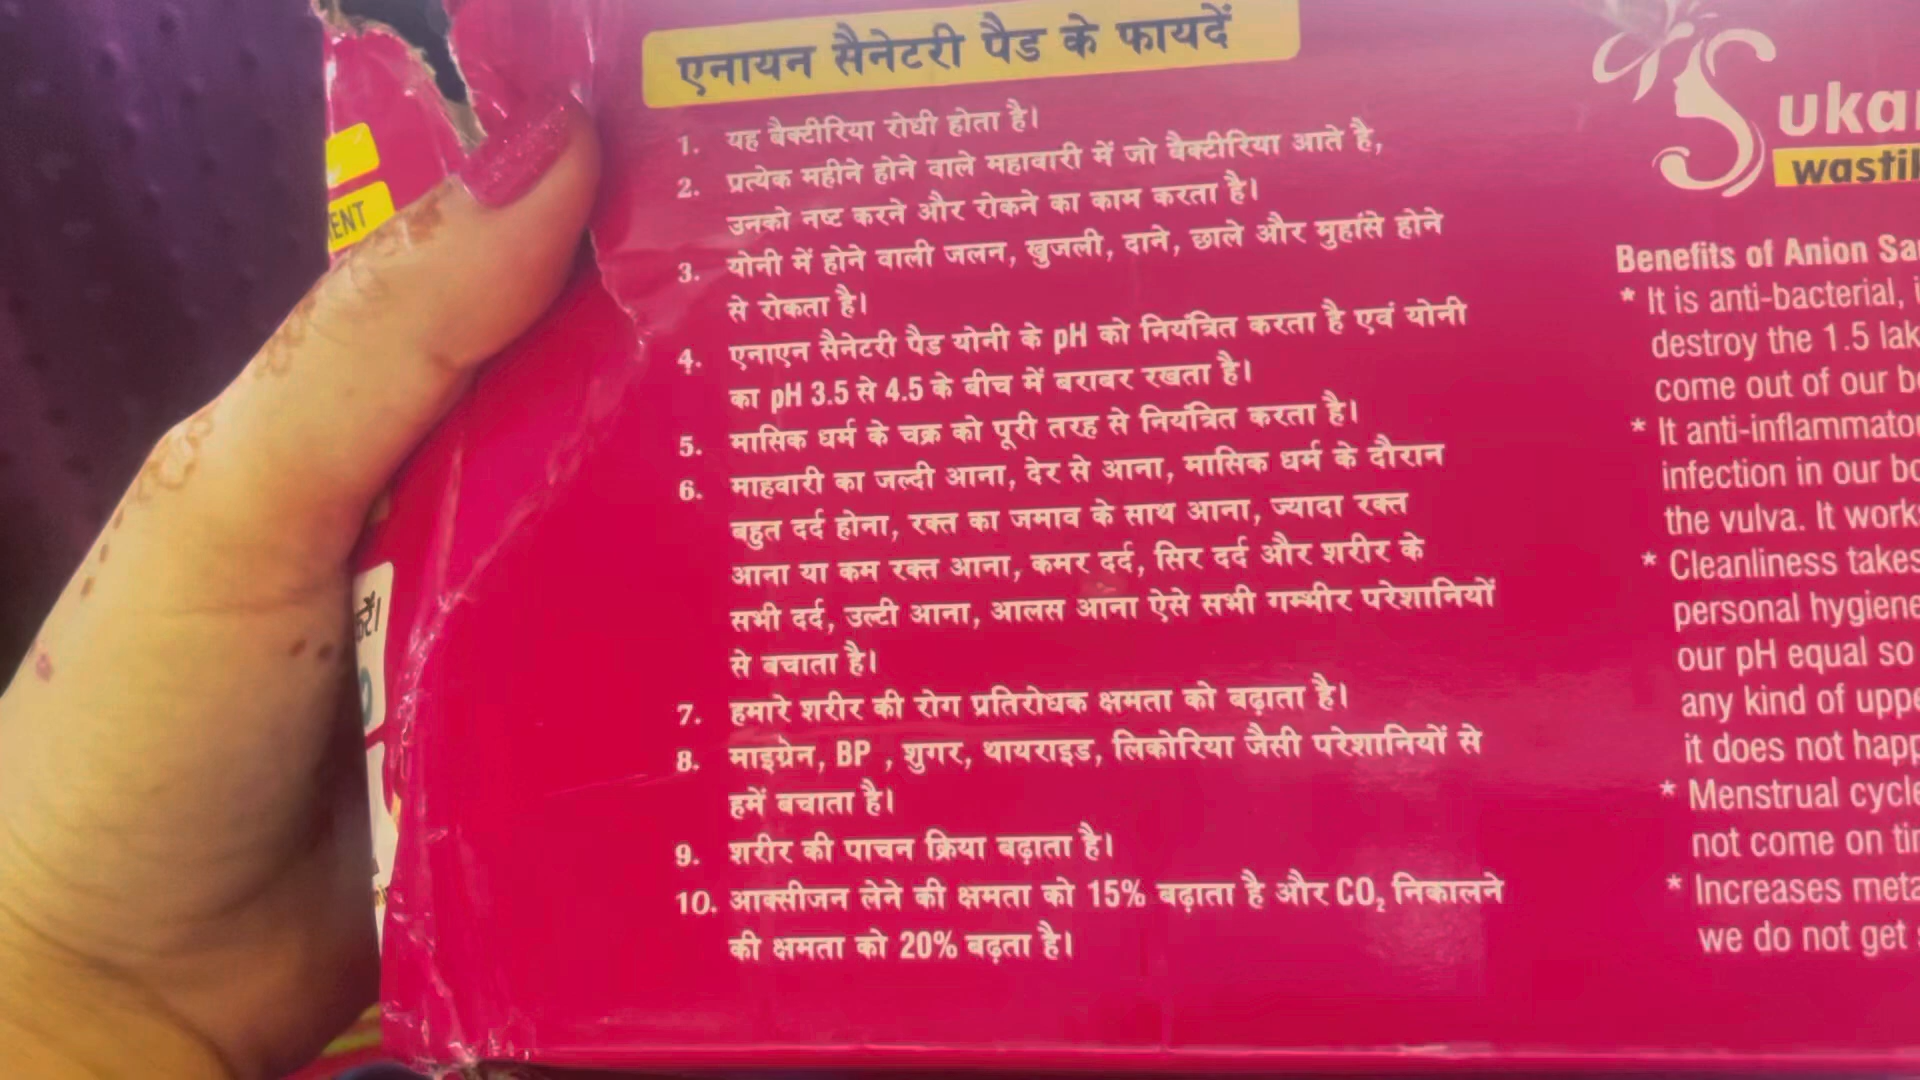 एनायन सैनेटरी पैड के फायदें
1. यह बैक्टीरिया रोधी होता है।
2. प्रत्येक महीने होने वाले महावारी में जो बैक्टीरिया आते है,
उनको नष्ट करने और रोकने का काम करता है।
3. योनी में होने वाली जलन, खुजली, दाने, छाले और मुहांसे होने
से रोकता है।
4. एनाएन सैनेटरी पैड योनी के pH को नियंत्रित करता है एवं योनी
का pH 3.5 से 4.5 के बीच में बराबर रखता है।
5. मासिक धर्म के चक्र को पूरी तरह से नियंत्रित करता है।
6. माहवारी का जल्दी आना, देर से आना, मासिक धर्म के दौरान
बहुत दर्द होना, रक्त का जमाव के साथ आना, ज्यादा रक्त
आना या कम रक्त आना, कमर दर्द, सिर दर्द और शरीर के
सभी दर्द, उल्टी आना, आलस आना ऐसे सभी गम्भीर परेशानियों
से बचाता है।
7. हमारे शरीर की रोग प्रतिरोधक क्षमता को बढ़ाता है।
8. माइग्रेन, BP , शुगर, थायराइड, लिकोरिया जैसी परेशानियों से
हमें बचाता है।
9. शरीर की पाचन क्रिया बढ़ाता है।
10. आक्सीजन लेने की क्षमता को 15% बढ़ाता है और CO₂ निकालने
की क्षमता को 20% बढ़ता है।
ENT
Suka
wasti
Benefits of Anion Sa
* It is anti-bacterial,
destroy the 1.5 lak
come out of our b
* It anti-inflammato
infection in our bo
the vulva. It work
* Cleanliness takes
personal hygiene
our pH equal so
any kind of uppe
it does not happ
* Menstrual cycle
not come on ti
* Increases meta
we do not get